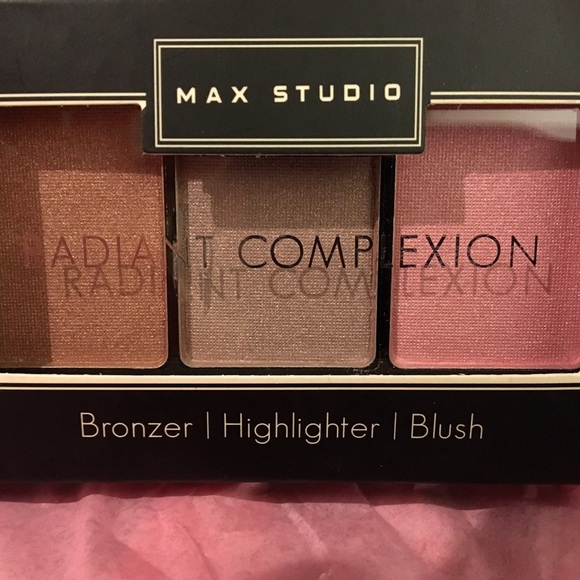 MAX STUDIO
RADIANT COMPLEXION
Bronzer | Highlighter | Blush